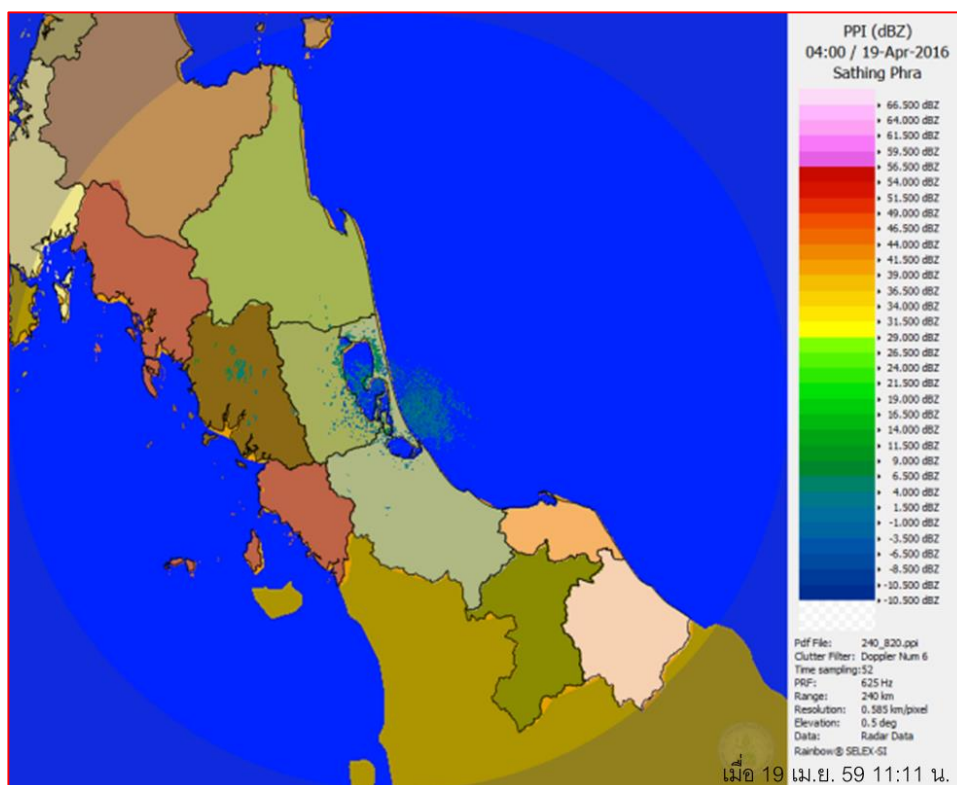 PPI (dBZ)
04:00 / 19-Apr-2016
Sathing Phra
66.500 dBZ
64.000 dBZ
61.500 dBZ
59.500 dBZ
56.500 dBZ
54.000 dBZ
51.500 dBZ
49.000 dBZ
46.500 dBZ
44.000 dBZ
41.500 dBZ
39.000 dBZ
36.500 dBZ
34.000 dBZ
31.500 dBZ
29.000 dBZ
26.500 dBZ
24.000 dBZ
21.500 dBZ
19.000 dBZ
16.500 dBZ
14.000 dBZ
11.500 dBZ
9.000 dBZ
6.500 dBZ
4.000 dBZ
1.500 dBZ
-1.000 dBZ
-3.500 dBZ
-6.500 dBZ
-8.500 dBZ
-10.500 dBZ
-10.500 dBZ
Pdf File: 240_B20.ppi
Clutter Filter: Doppler Num 6
Time sampling:52
PRF: 625 Hz
Range: 240 km
Resolution: 0.585 km/pixel
Elevation: 0.5 deg
Data: Radar Data
Rainbow® SELEX-SI
เมื่อ 19 เม.ย. 59 11:11 น.